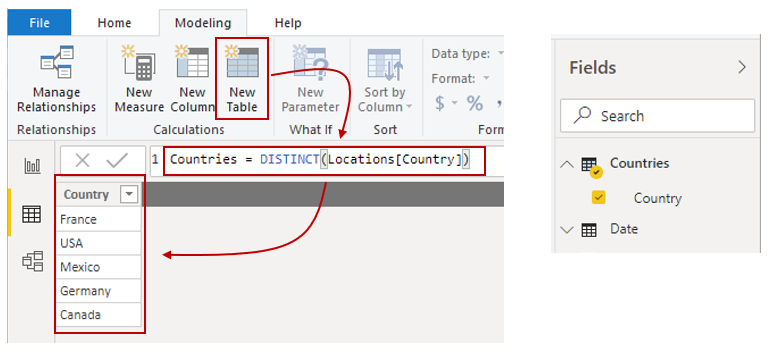 File Home Modeling Help
Manage Relationships
New Measure
New Column
New Table
New Parameter
Sort by Column
Data type:
Format:
$ % ,
Relationships Calculations What If Sort Form
1 Countries = DISTINCT(Locations[Country])
Country
France
USA
Mexico
Germany
Canada
Fields
Search
Countries
Country
Date